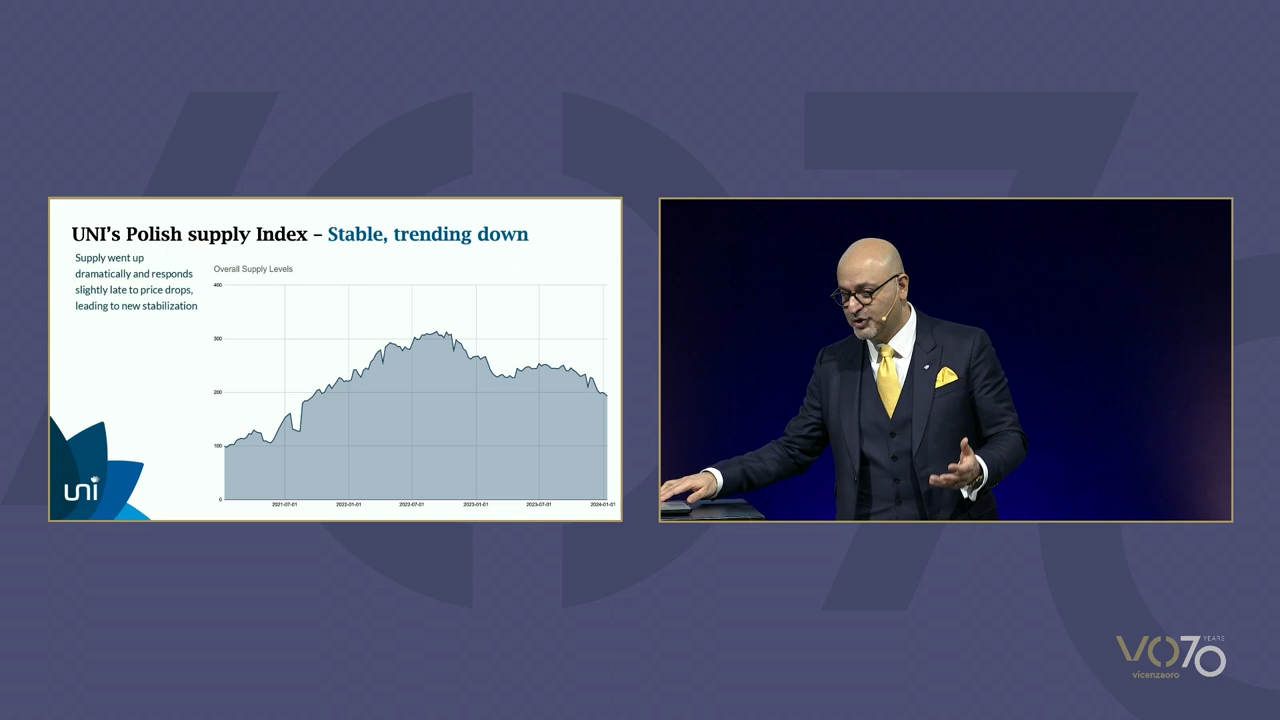 UNI's Polish supply Index – Stable, trending down
Supply went up
dramatically and responds
slightly late to price drops,
leading to new stabilization
Overall Supply Levels
400
300
200
100
0
2021-07-01
2022-01-01
2022-07-01
2023-01-01
2023-07-01
2024-01-01
uni
VO70
YEARS
vicenzaoro